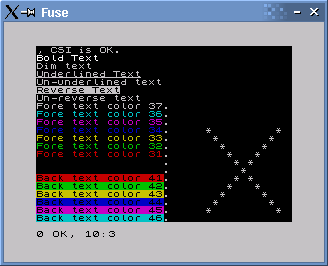 Fuse
, CSI is OK.
Bold Text
Dim text
Underlined Text
Un-underlined text
Reverse Text
Un-reverse text
Fore text color 37.
Fore text color 36.
Fore text color 35.
Fore text color 34.
Fore text color 33.
Fore text color 32.
Fore text color 31.
Back text color 41.
Back text color 42.
Back text color 43.
Back text color 44.
Back text color 45.
Back text color 46.
0 OK, 10:3